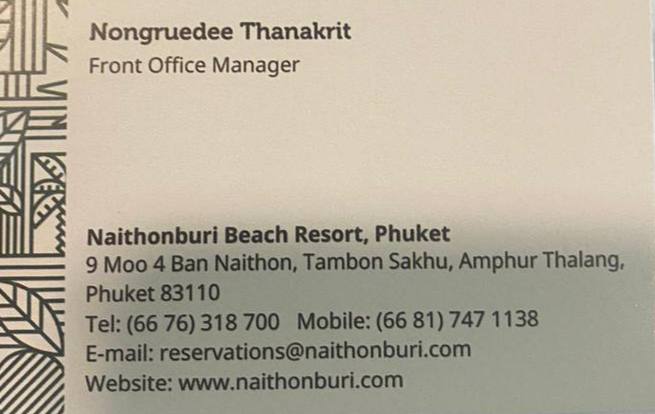 Nongruedee Thanakrit
Front Office Manager
Naithonburi Beach Resort, Phuket
9 Moo 4 Ban Naithon, Tambon Sakhu, Amphur Thalang,
Phuket 83110
Tel: (66 76) 318 700 Mobile: (66 81) 747 1138
E-mail: reservations@naithonburi.com
Website: www.naithonburi.com